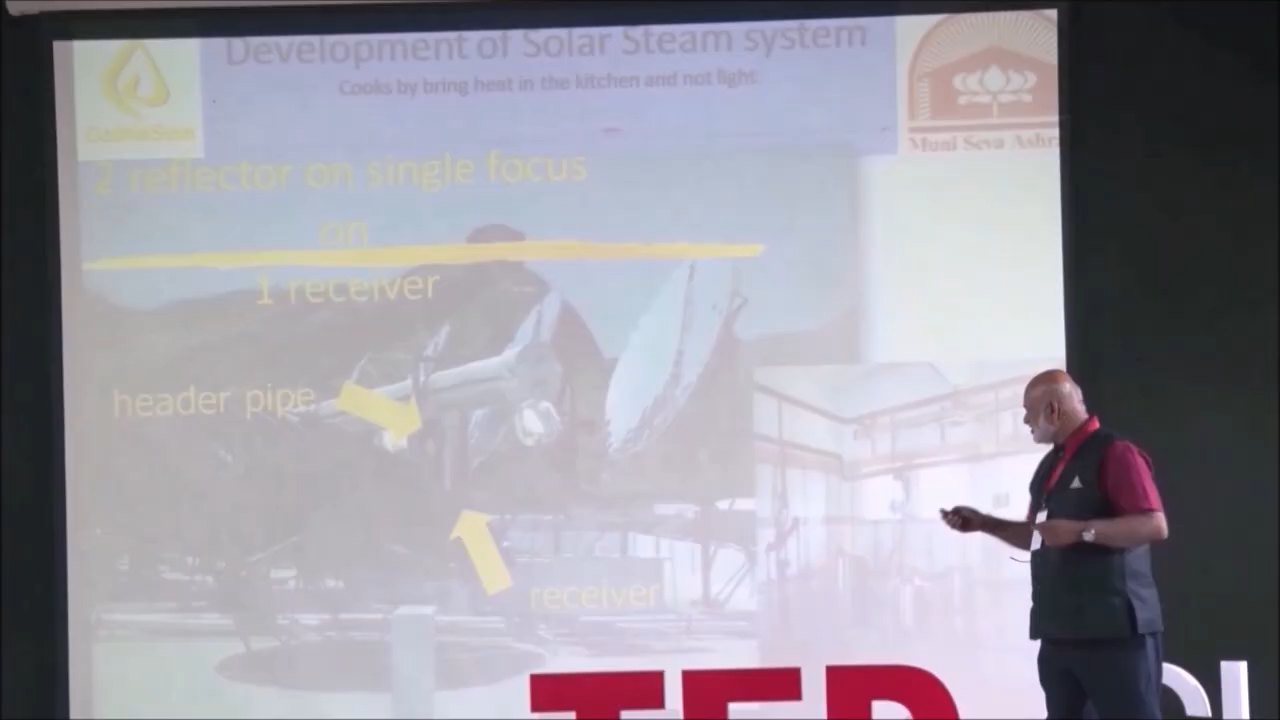 Development of Solar Steam system
Cooks by bring heat in the kitchen and not light
Muni Seva Ashra
2 reflector on single focus
on
1 receiver
header pipe
receiver
TED